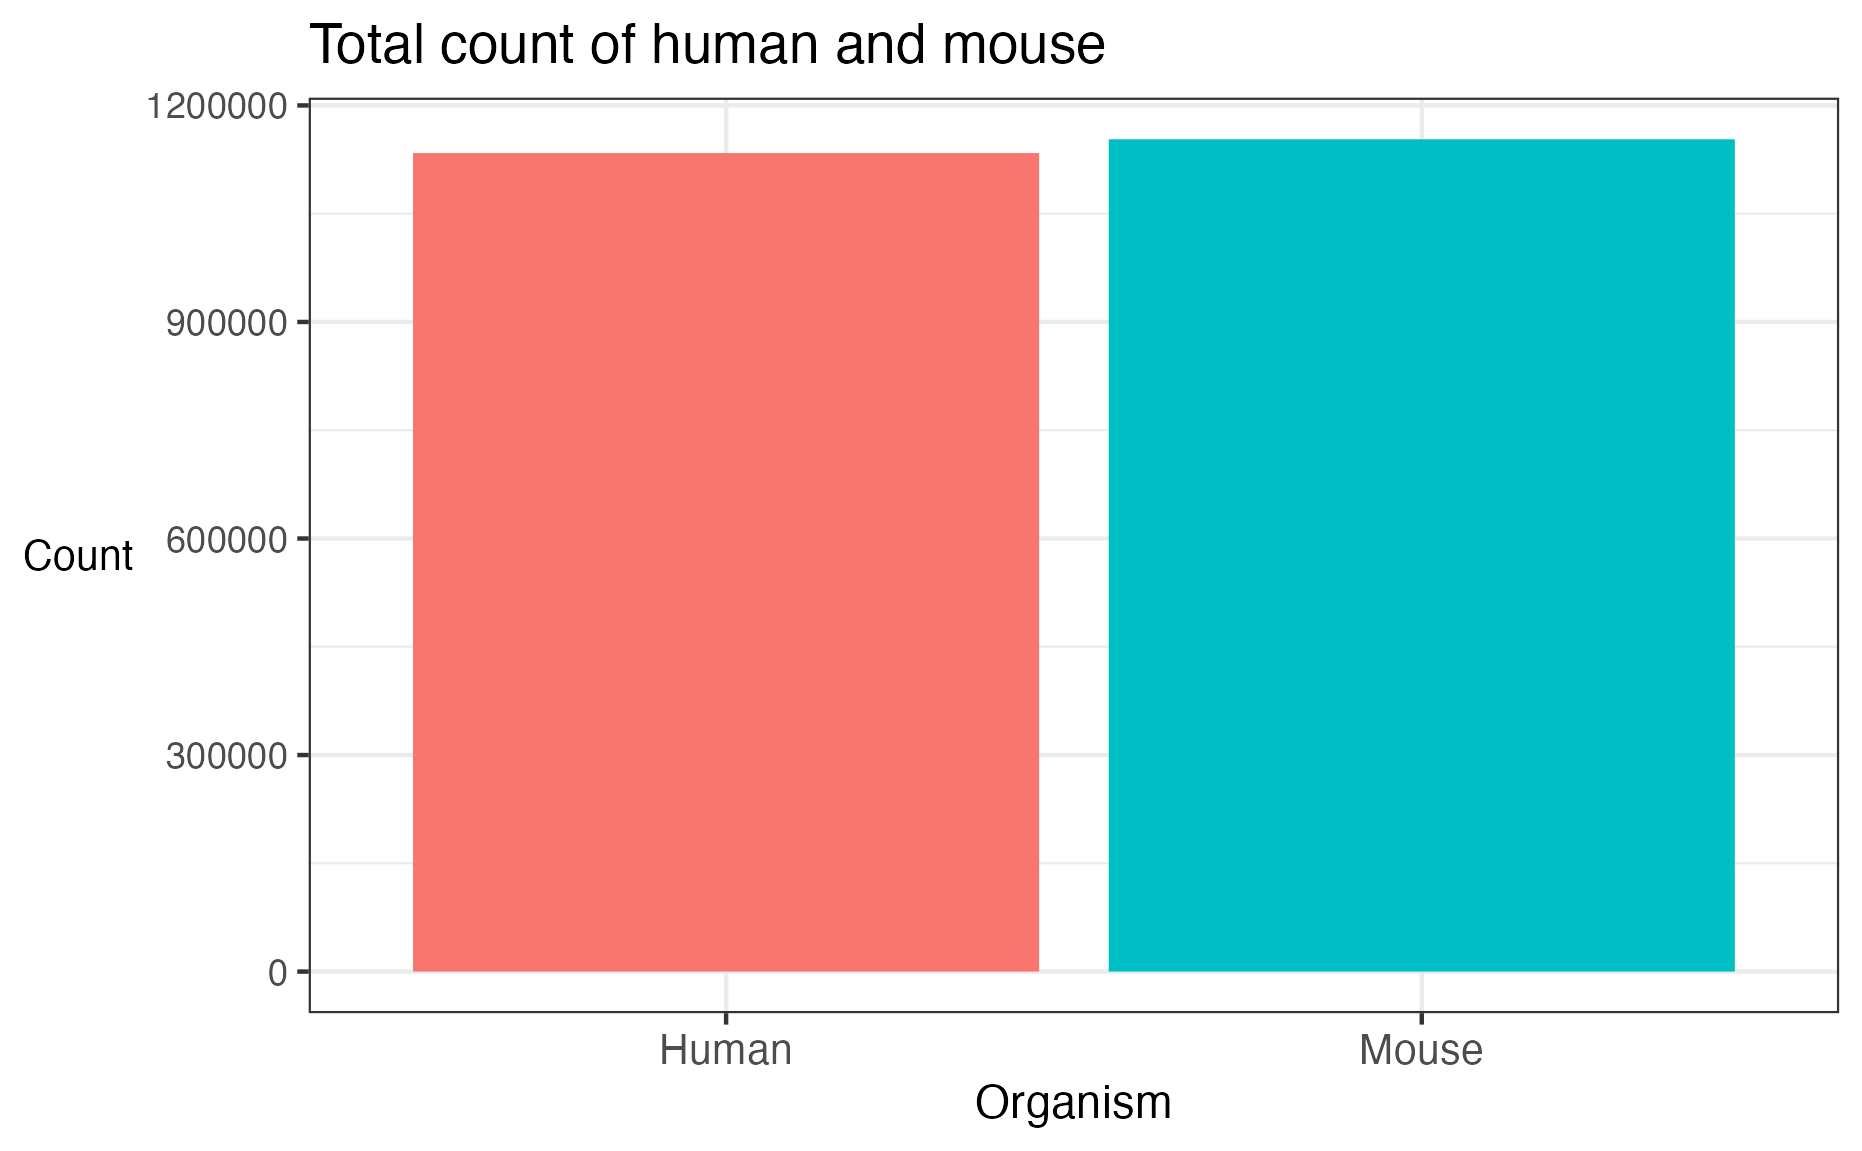 Total count of human and mouse
1200000
900000
600000
300000
0
Count
Human
Mouse
Organism